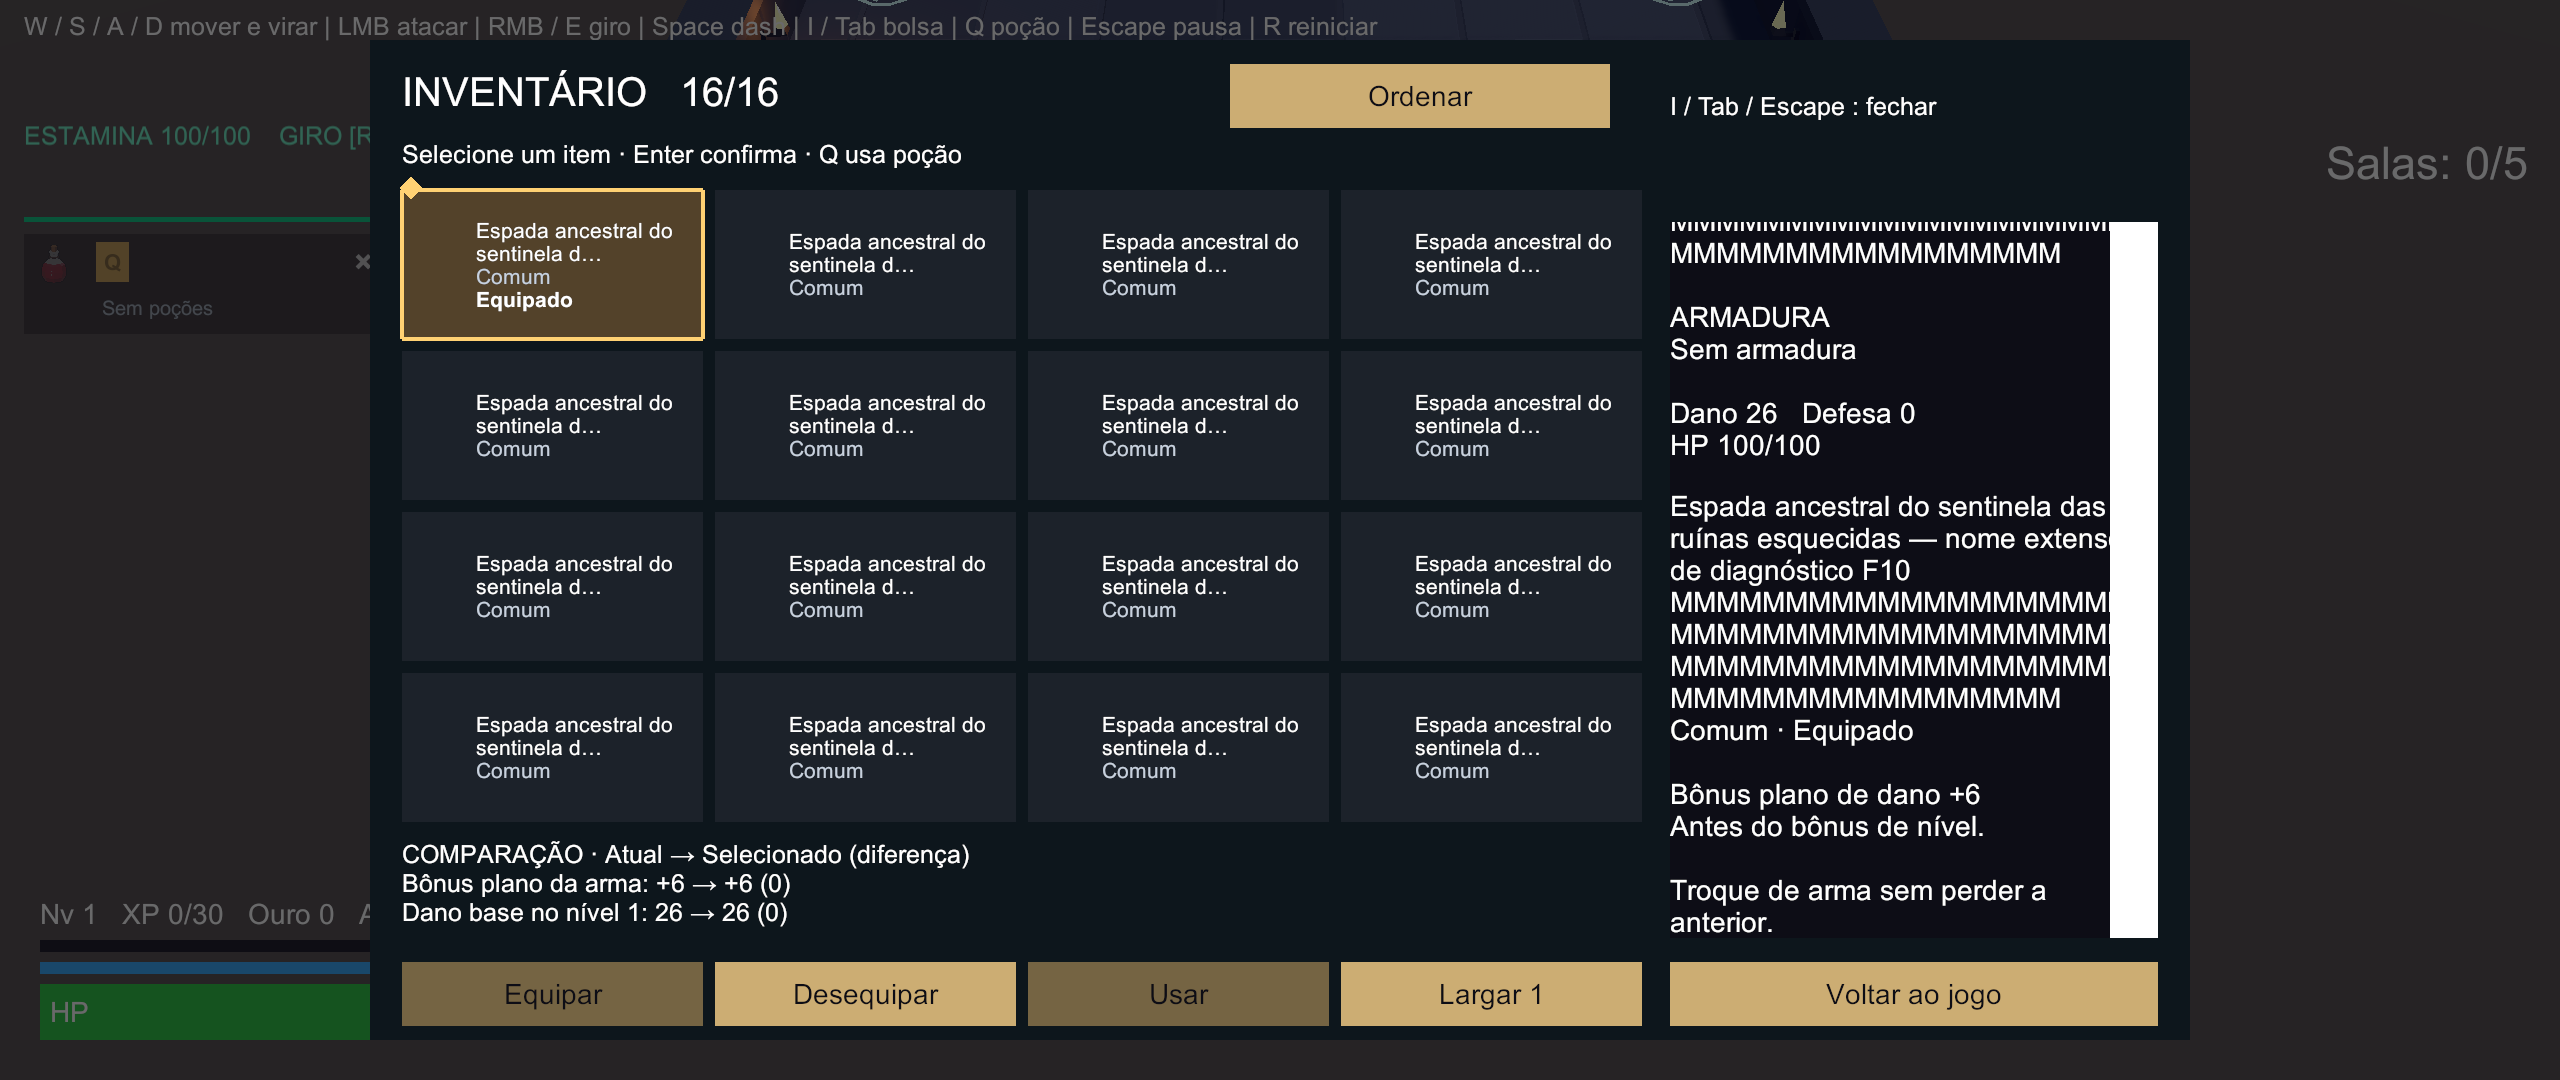 W / S / A / D mover e virar | LMB atacar | RMB / E giro | Space dash | I / Tab bolsa | Q poção | Escape pausa | R reiniciar
INVENTÁRIO 16/16
Ordenar
I / Tab / Escape : fechar
ESTAMINA 100/100 GIRO [R
Selecione um item · Enter confirma · Q usa poção
Salas: 0/5
Q
Sem poções
Espada ancestral do
sentinela d...
Comum
Equipado
Espada ancestral do
sentinela d...
Comum
Espada ancestral do
sentinela d...
Comum
Espada ancestral do
sentinela d...
Comum
Espada ancestral do
sentinela d...
Comum
Espada ancestral do
sentinela d...
Comum
Espada ancestral do
sentinela d...
Comum
Espada ancestral do
sentinela d...
Comum
Espada ancestral do
sentinela d...
Comum
Espada ancestral do
sentinela d...
Comum
Espada ancestral do
sentinela d...
Comum
Espada ancestral do
sentinela d...
Comum
Espada ancestral do
sentinela d...
Comum
Espada ancestral do
sentinela d...
Comum
Espada ancestral do
sentinela d...
Comum
Espada ancestral do
sentinela d...
Comum
MMMMMMMMMMMMMMMMM
ARMADURA
Sem armadura
Dano 26 Defesa 0
HP 100/100
Espada ancestral do sentinela das
ruínas esquecidas — nome extenso
de diagnóstico F10
MMMMMMMMMMMMMMMMMMM
MMMMMMMMMMMMMMMMMMM
MMMMMMMMMMMMMMMMMMM
MMMMMMMMMMMMMMMMM
Comum · Equipado
Bônus plano de dano +6
Antes do bônus de nível.
Troque de arma sem perder a
anterior.
COMPARAÇÃO · Atual → Selecionado (diferença)
Bônus plano da arma: +6 → +6 (0)
Dano base no nível 1: 26 → 26 (0)
Nv 1 XP 0/30 Ouro 0 A
HP
Equipar
Desequipar
Usar
Largar 1
Voltar ao jogo